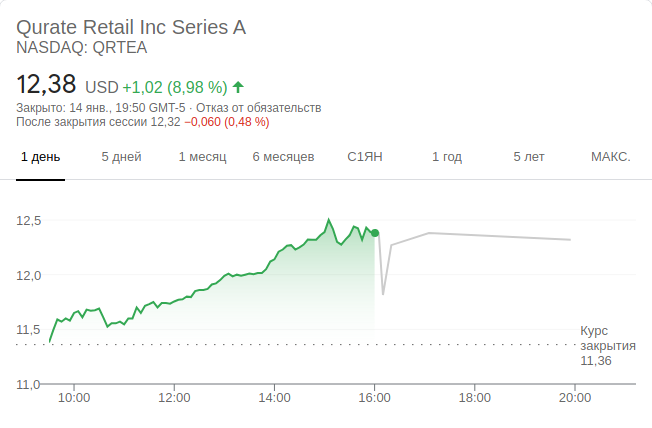 Qurate Retail Inc Series A
NASDAQ: QRTEA
12,38 USD +1,02 (8,98 %)
Закрыто: 14 янв., 19:50 GMT-5 · Отказ от обязательств
После закрытия сессии 12,32 −0,060 (0,48 %)
1 день 5 дней 1 месяц 6 месяцев С1ЯН 1 год 5 лет МАКС.
12,5
12,0
11,5
Курс
закрытия
11,36
11,0
10:00 12:00 14:00 16:00 18:00 20:00